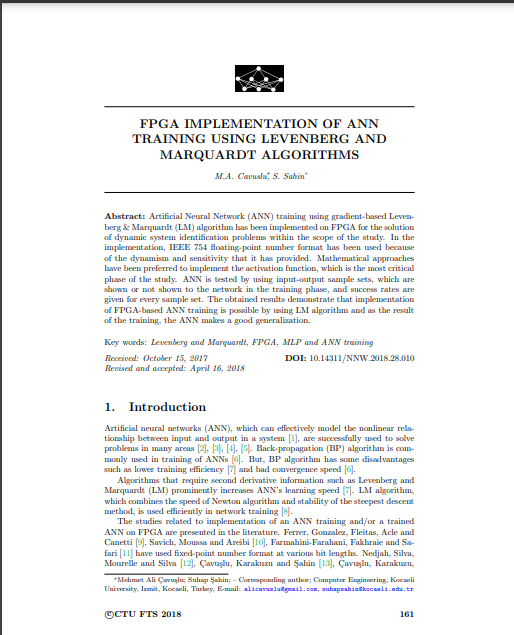 FPGA IMPLEMENTATION OF ANN
TRAINING USING LEVENBERG AND
MARQUARDT ALGORITHMS
M.A. Cavuslu*, S. Sahin*
Abstract: Artificial Neural Network (ANN) training using gradient-based Leven-
berg & Marquardt (LM) algorithm has been implemented on FPGA for the solution
of dynamic system identification problems within the scope of the study. In the
implementation, IEEE 754 floating-point number format has been used because
of the dynamism and sensitivity that it has provided. Mathematical approaches
have been preferred to implement the activation function, which is the most critical
phase of the study. ANN is tested by using input-output sample sets, which are
shown or not shown to the network in the training phase, and success rates are
given for every sample set. The obtained results demonstrate that implementation
of FPGA-based ANN training is possible by using LM algorithm and as the result
of the training, the ANN makes a good generalization.
Key words: Levenberg and Marquardt, FPGA, MLP and ANN training
Received: October 15, 2017 DOI: 10.14311/NNW.2018.28.010
Revised and accepted: April 16, 2018
1. Introduction
Artificial neural networks (ANN), which can effectively model the nonlinear rela-
tionship between input and output in a system [1], are successfully used to solve
problems in many areas [2], [3], [4], [5]. Back-propagation (BP) algorithm is com-
monly used in training of ANNs [6]. But, BP algorithm has some disadvantages
such as lower training efficiency [7] and bad convergence speed [6].
Algorithms that require second derivative information such as Levenberg and
Marquardt (LM) prominently increases ANN's learning speed [7]. LM algorithm,
which combines the speed of Newton algorithm and stability of the steepest descent
method, is used efficiently in network training [8].
The studies related to implementation of an ANN training and/or a trained
ANN on FPGA are presented in the literature. Ferrer, Gonzalez, Fleitas, Acle and
Canetti [9], Savich, Moussa and Areibi [10], Farmahini-Farahani, Fakhraie and Sa-
fari [11] have used fixed-point number format at various bit lengths. Nedjah, Silva,
Mourelle and Silva [12], Çavuşlu, Karakuzu and Şahin [13], Çavuşlu, Karakuzu,
*Mehmet Ali Çavuşlu; Suhap Şahin; – Corresponding author; Computer Engineering, Kocaeli
University, Izmit, Kocaeli, Turkey, E-mail: alicavuslu@gmail.com, suhapsahin@kocaeli.edu.tr
©CTU FTS 2018 161